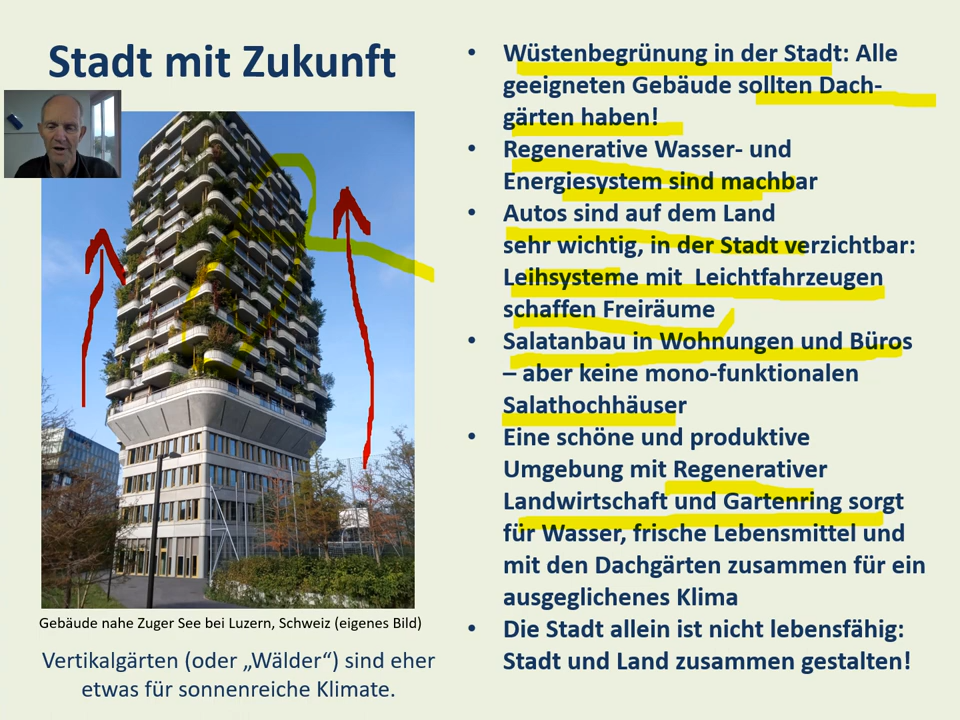 Stadt mit Zukunft
Gebäude nahe Zuger See bei Luzern, Schweiz (eigenes Bild)
Vertikalgärten (oder „Wälder“) sind eher
etwas für sonnenreiche Klimate.
• Wüstenbegrünung in der Stadt: Alle
geeigneten Gebäude sollten Dach-
gärten haben!
• Regenerative Wasser- und
Energiesystem sind machbar
• Autos sind auf dem Land
sehr wichtig, in der Stadt verzichtbar:
Leihsysteme mit Leichtfahrzeugen
schaffen Freiräume
• Salatanbau in Wohnungen und Büros
– aber keine mono-funktionalen
Salathochhäuser
• Eine schöne und produktive
Umgebung mit Regenerativer
Landwirtschaft und Gartenring sorgt
für Wasser, frische Lebensmittel und
mit den Dachgärten zusammen für ein
ausgeglichenes Klima
• Die Stadt allein ist nicht lebensfähig:
Stadt und Land zusammen gestalten!